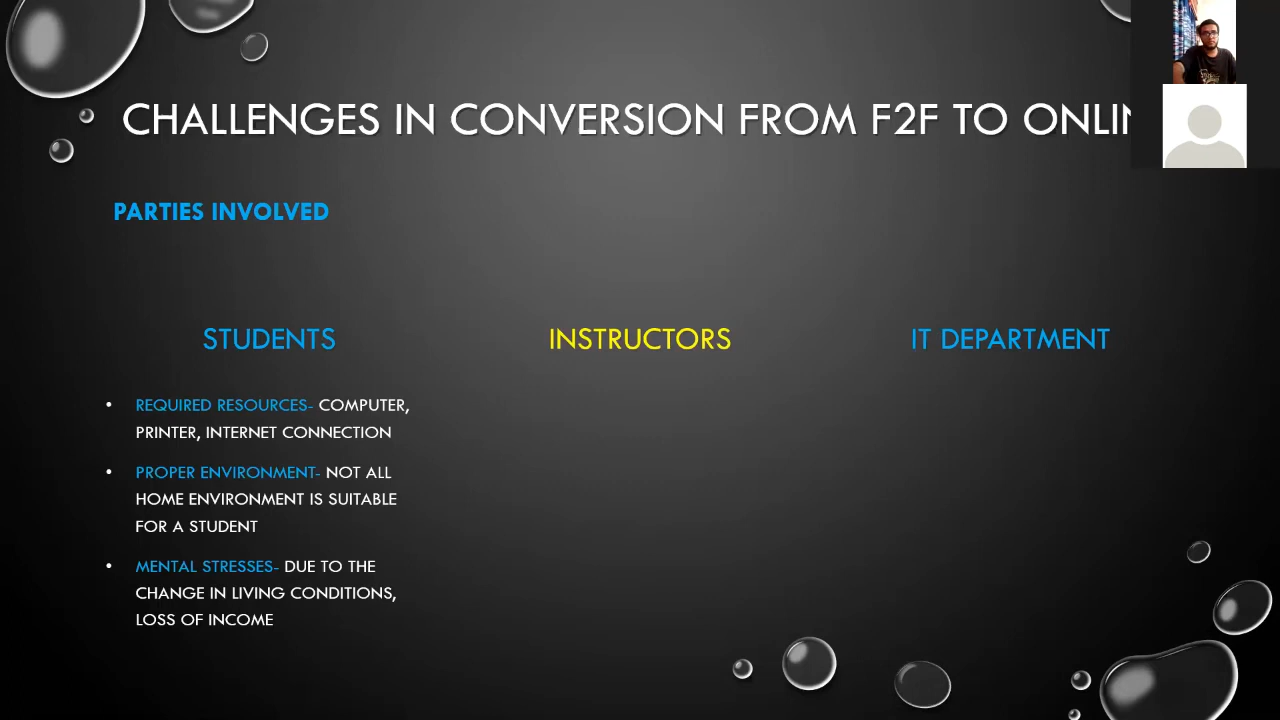 CHALLENGES IN CONVERSION FROM F2F TO
PARTIES INVOLVED
STUDENTS
INSTRUCTORS
IT DEPARTMENT
• REQUIRED RESOURCES- COMPUTER,
PRINTER, INTERNET CONNECTION
• PROPER ENVIRONMENT- NOT ALL
HOME ENVIRONMENT IS SUITABLE
FOR A STUDENT
• MENTAL STRESSES- DUE TO THE
CHANGE IN LIVING CONDITIONS,
LOSS OF INCOME